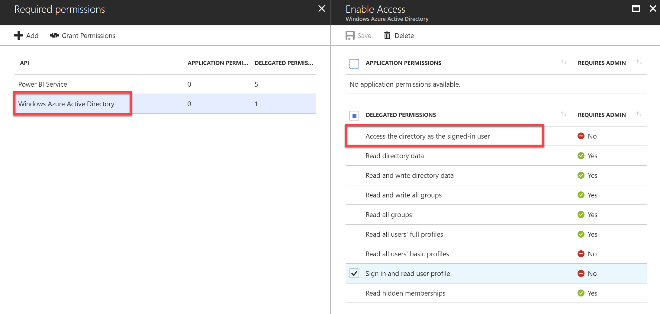 Required permissions
Add Grant Permissions
API APPLICATION PERMI... DELEGATED PERMIS...
Power BI Service 0 5
Windows Azure Active Directory 0 1
Enable Access
Windows Azure Active Directory
Save Delete
APPLICATION PERMISSIONS REQUIRES ADMIN
No application permissions available.
DELEGATED PERMISSIONS REQUIRES ADMIN
Access the directory as the signed-in user No
Read directory data Yes
Read and write directory data Yes
Read and write all groups Yes
Read all groups Yes
Read all users' full profiles Yes
Read all users' basic profiles No
Sign in and read user profile No
Read hidden memberships Yes